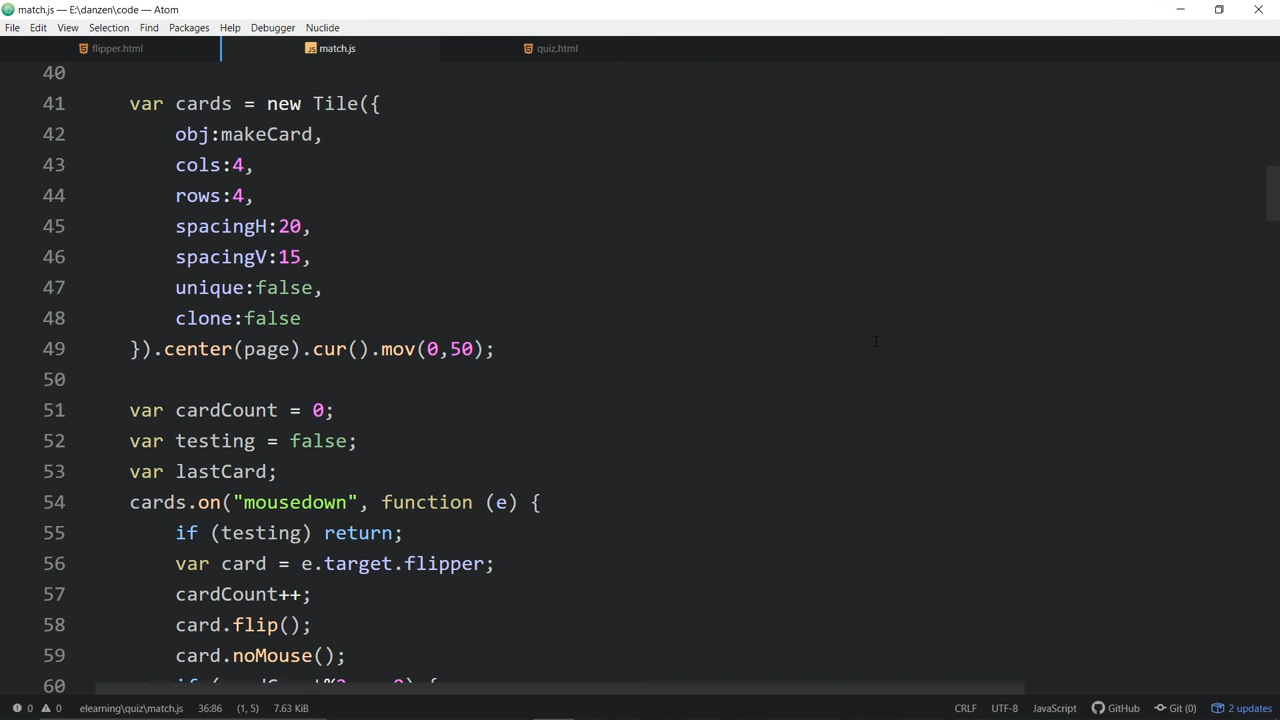 match.js — E:\danzen\code — Atom
File Edit View Selection Find Packages Help Debugger Nuclide
flipper.html match.js quiz.html
40
41 var cards = new Tile({
42 obj:makeCard,
43 cols:4,
44 rows:4,
45 spacingH:20,
46 spacingV:15,
47 unique:false,
48 clone:false
49 }).center(page).cur().mov(0,50);
50
51 var cardCount = 0;
52 var testing = false;
53 var lastCard;
54 cards.on("mousedown", function (e) {
55 if (testing) return;
56 var card = e.target.flipper;
57 cardCount++;
58 card.flip();
59 card.noMouse();
60
0 0 elearning\quiz\match.js 36:86 (1, 5) 7.63 KiB CRLF UTF-8 JavaScript GitHub Git (0) 2 updates